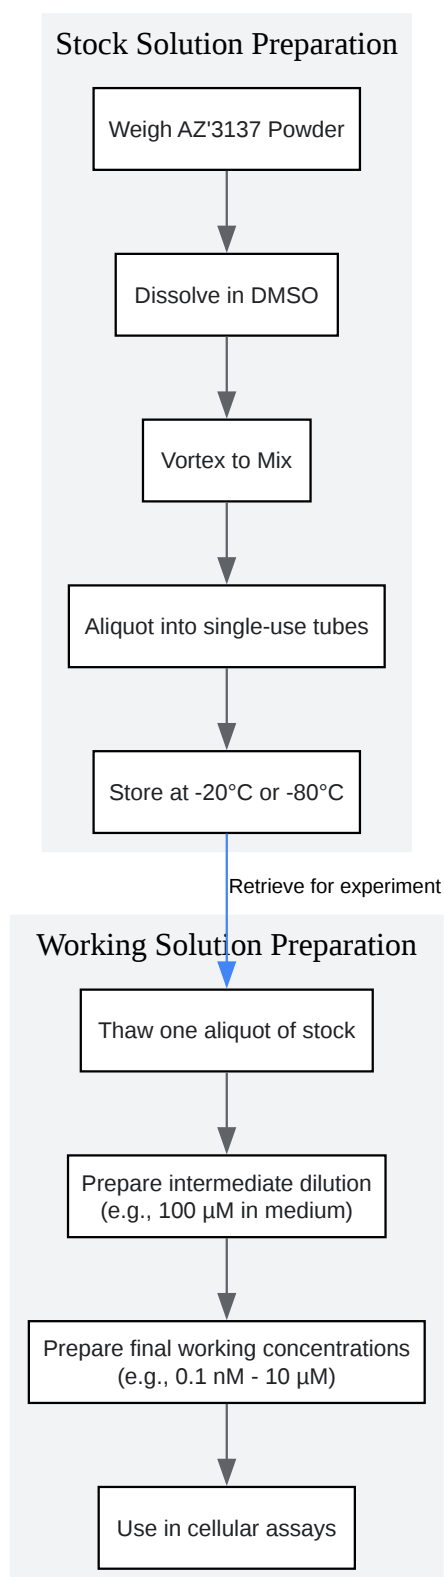 Stock Solution Preparation
Weigh AZ'3137 Powder
Dissolve in DMSO
Vortex to Mix
Aliquot into single-use tubes
Store at -20°C or -80°C
Retrieve for experiment
Working Solution Preparation
Thaw one aliquot of stock
Prepare intermediate dilution
(e.g., 100 µM in medium)
Prepare final working concentrations
(e.g., 0.1 nM - 10 µM)
Use in cellular assays